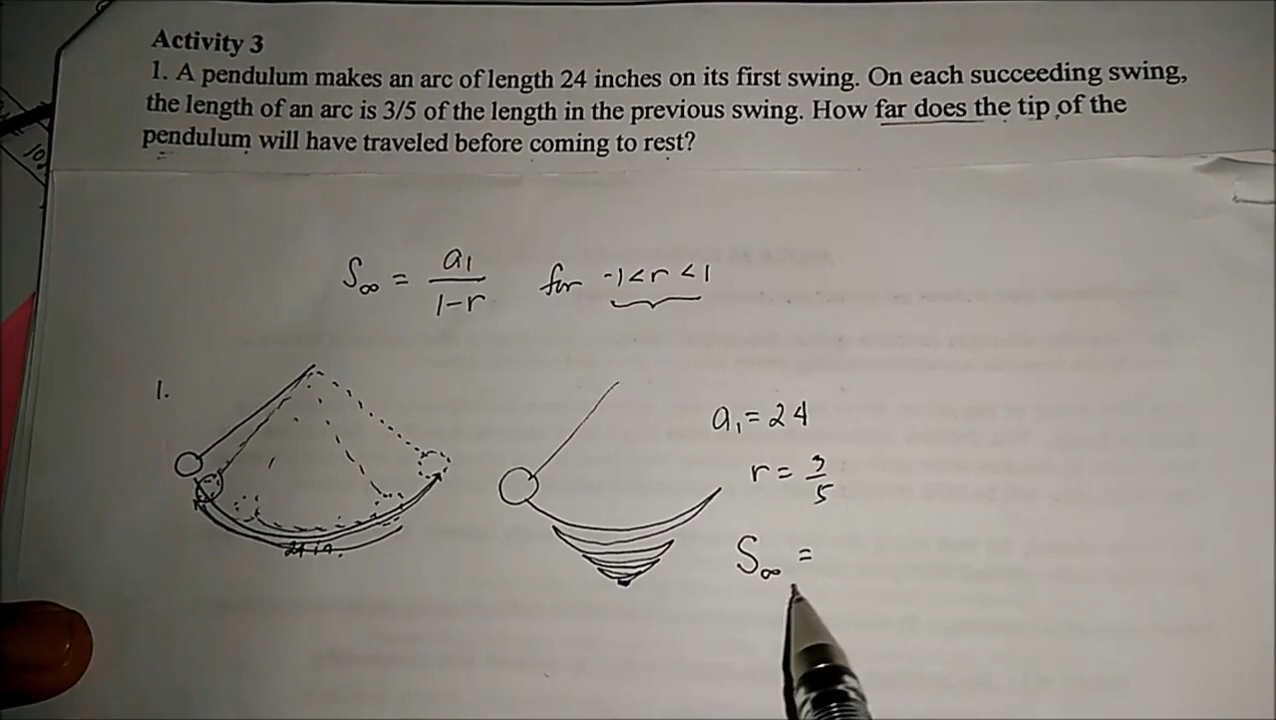 Activity 3
1. A pendulum makes an arc of length 24 inches on its first swing. On each succeeding swing,
the length of an arc is 3/5 of the length in the previous swing. How far does the tip of the
pendulum will have traveled before coming to rest?
10
S∞ = a₁/(1-r) for -1<r<1
1.
24 in.
a₁ = 24
r = 3/5
S∞ =